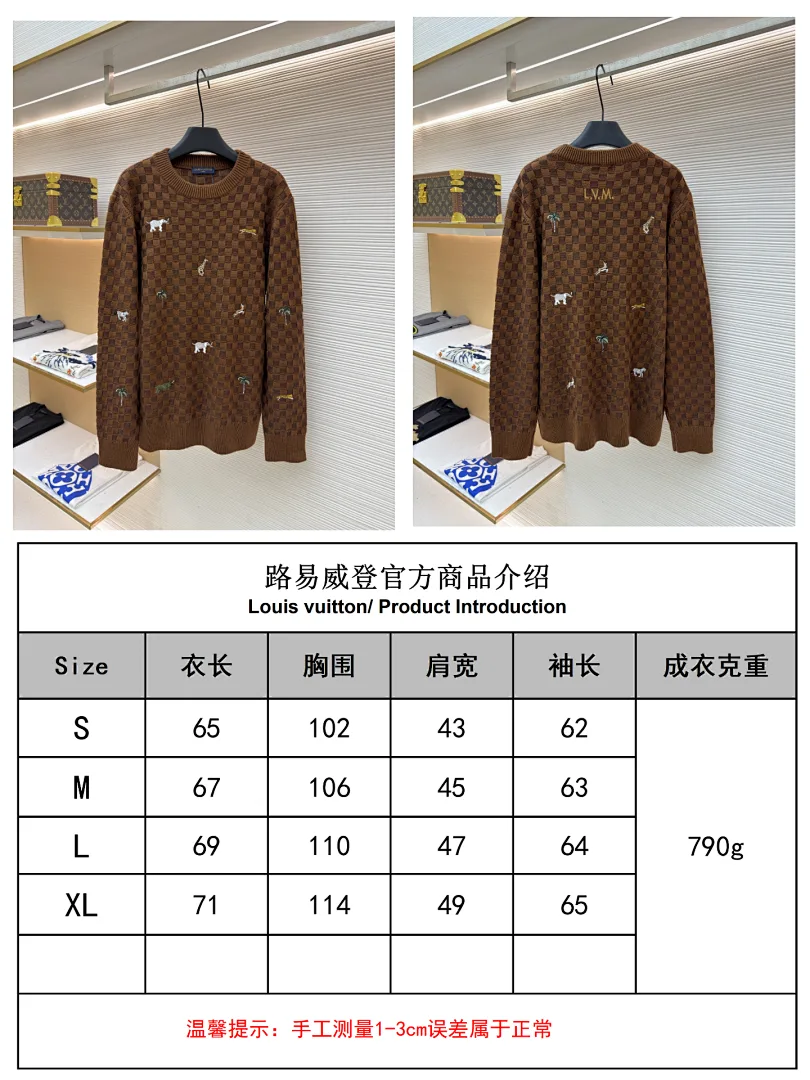 L.V.M.
路易威登官方商品介绍
Louis vuitton/ Product Introduction
Size 衣长 胸围 肩宽 袖长 成衣克重
S 65 102 43 62
M 67 106 45 63
L 69 110 47 64
790g
XL 71 114 49 65
温馨提示：手工测量1-3cm误差属于正常